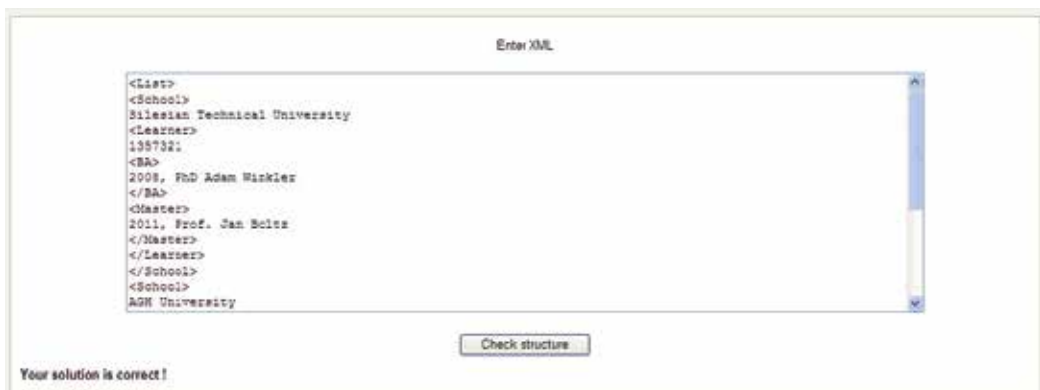 Enter XML
<List>
<School>
Silesian Technical University
<Learner>
1357321
<BA>
2008, PhD Adam Winkler
</BA>
<Master>
2011, Prof. Jan Boltz
</Master>
</Learner>
</School>
<School>
AGH University
Check structure
Your solution is correct !